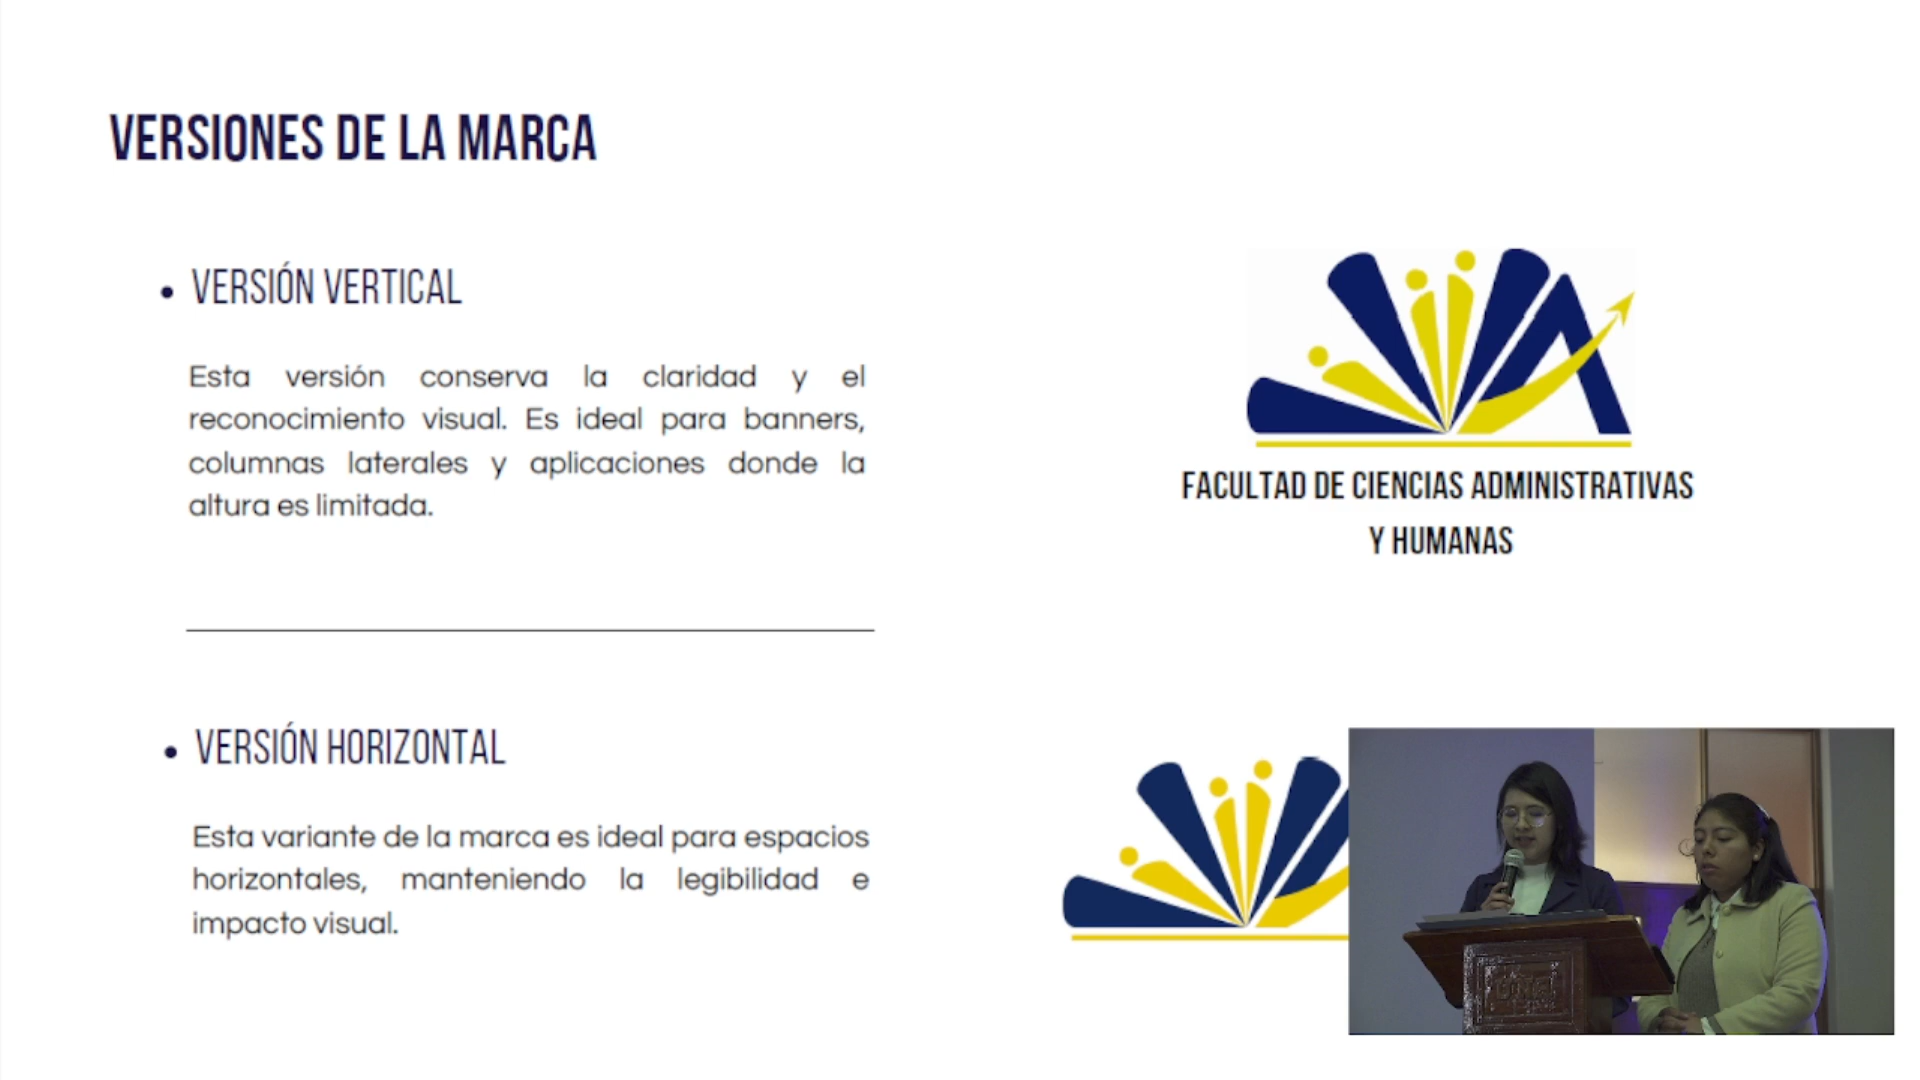 VERSIONES DE LA MARCA
• VERSIÓN VERTICAL
Esta versión conserva la claridad y el
reconocimiento visual. Es ideal para banners,
columnas laterales y aplicaciones donde la
altura es limitada.
FACULTAD DE CIENCIAS ADMINISTRATIVAS
Y HUMANAS
• VERSIÓN HORIZONTAL
Esta variante de la marca es ideal para espacios
horizontales, manteniendo la legibilidad e
impacto visual.